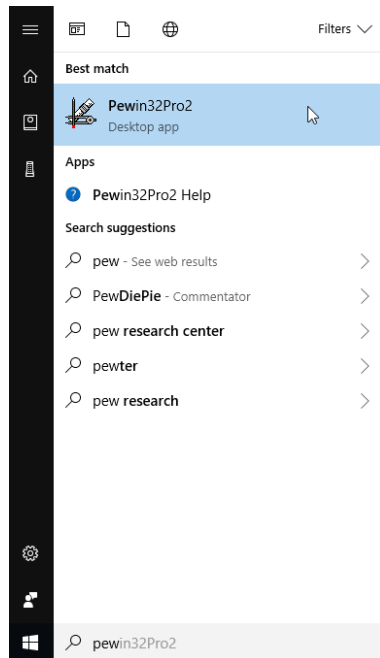 Filters
Best match
Pewin32Pro2
Desktop app
Apps
Pewin32Pro2 Help
Search suggestions
pew - See web results
PewDiePie - Commentator
pew research center
pewter
pew research
pewin32Pro2